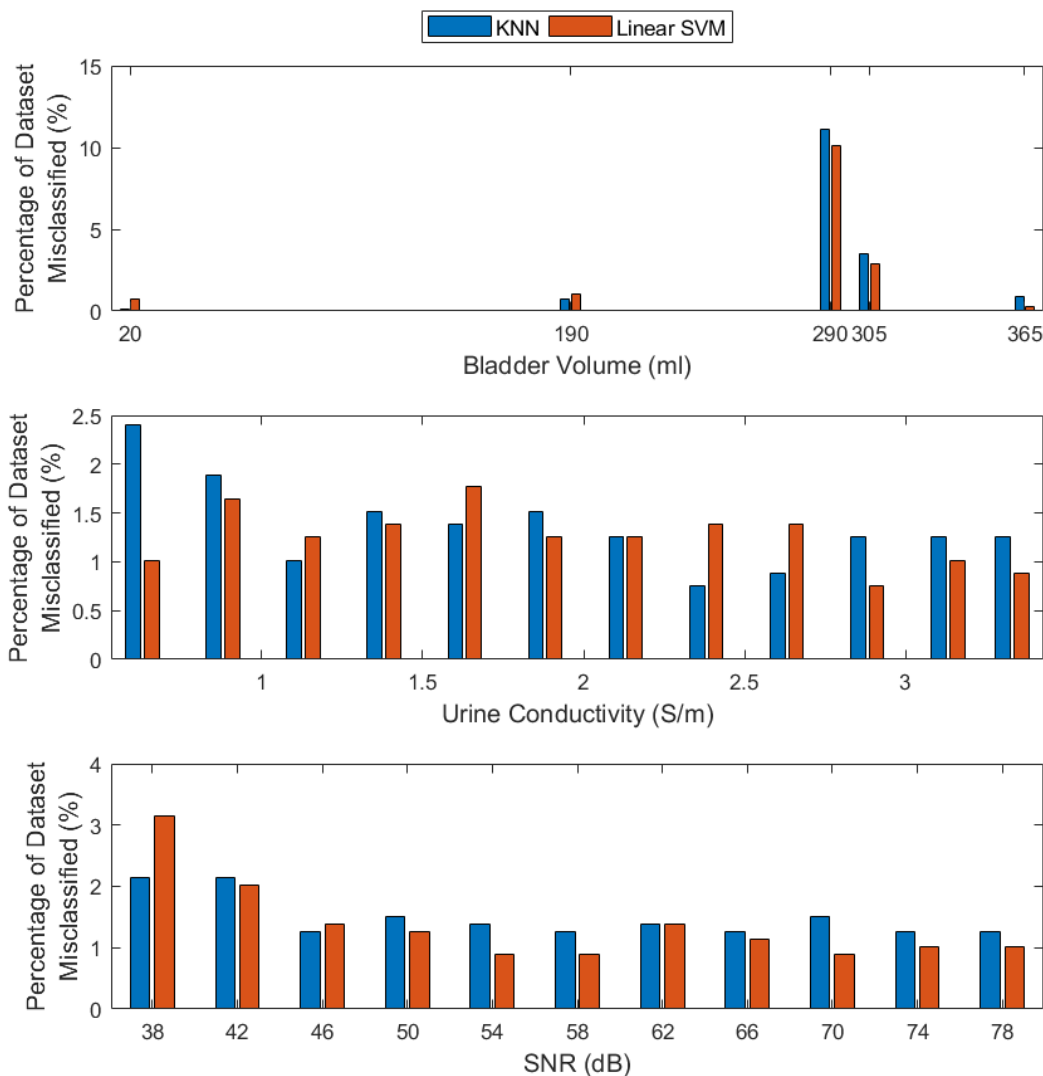 KNN Linear SVM
Percentage of Dataset
Misclassified (%)
15
10
5
0
20 190 290 305 365
Bladder Volume (ml)
Percentage of Dataset
Misclassified (%)
2.5
2
1.5
1
0.5
0
1 1.5 2 2.5 3
Urine Conductivity (S/m)
Percentage of Dataset
Misclassified (%)
4
3
2
1
0
38 42 46 50 54 58 62 66 70 74 78
SNR (dB)